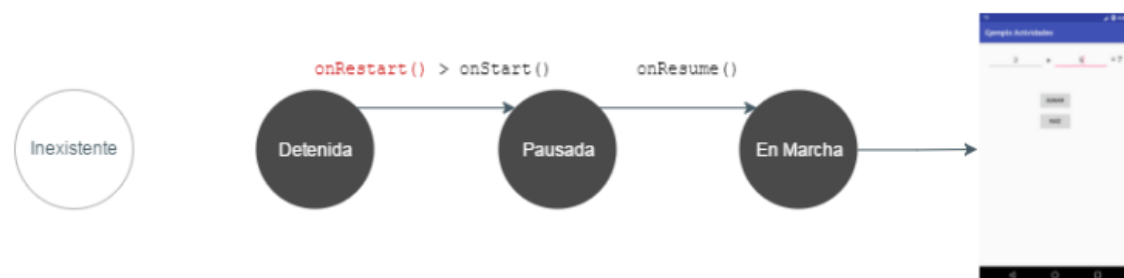 Ejemplo Actividades
onRestart() > onStart()
onResume()
Inexistente
Detenida
Pausada
En Marcha